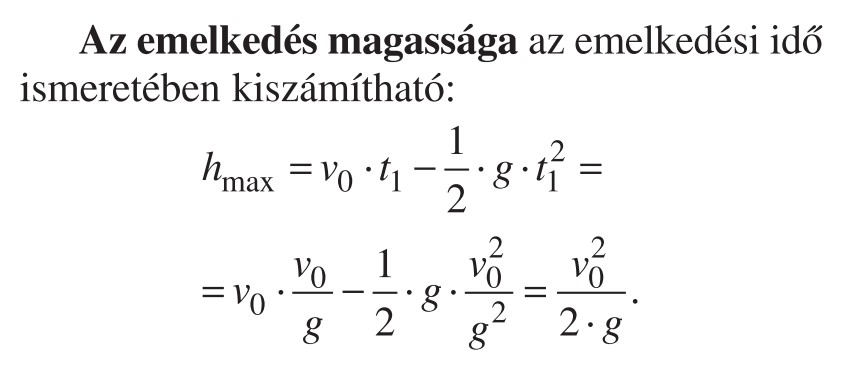 Az emelkedés magassága az emelkedési idő
ismeretében kiszámítható:
h_max = v_0 · t_1 − 1/2 · g · t_1^2 =
= v_0 · v_0/g − 1/2 · g · v_0^2/g^2 = v_0^2/(2 · g).